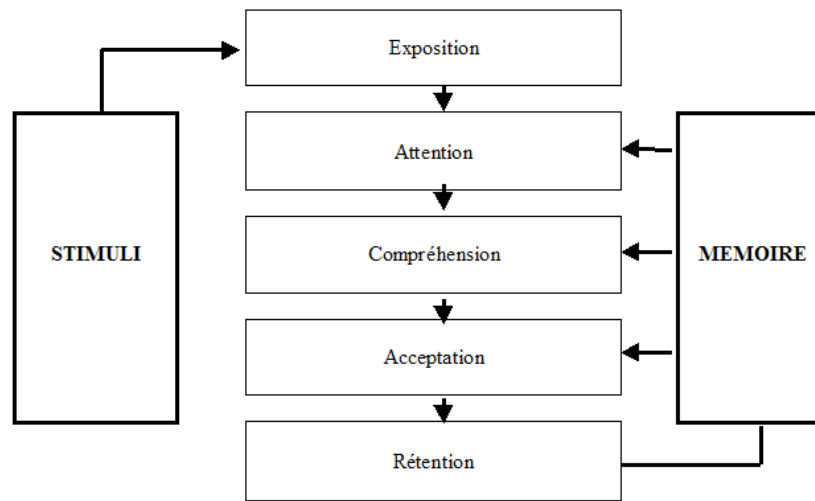 Exposition
Attention
STIMULI
Compréhension
MEMOIRE
Acceptation
Rétention